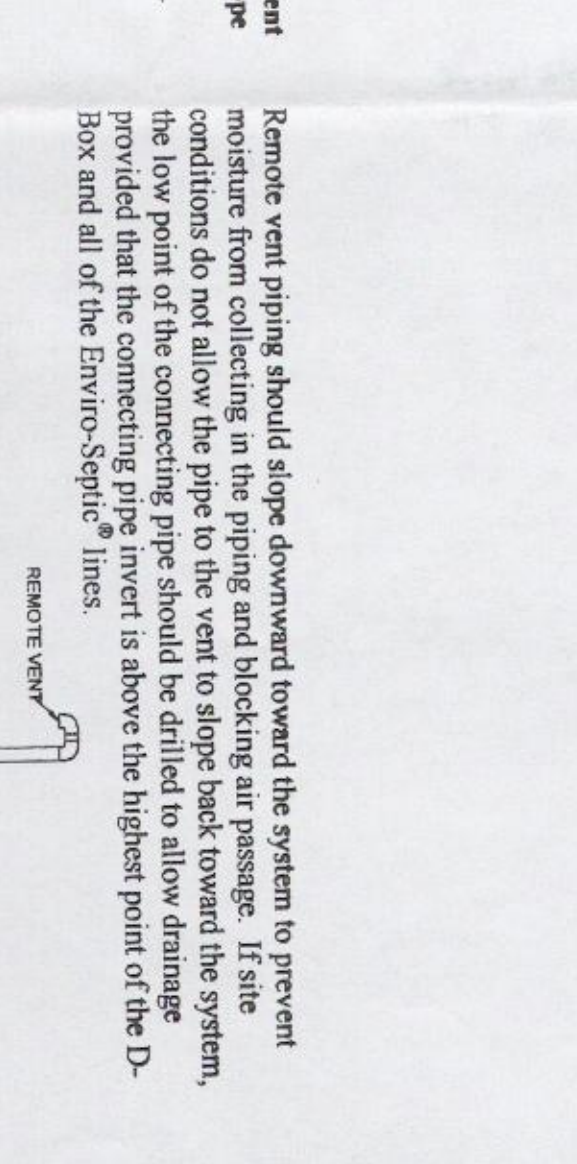 ent
pe
Remote vent piping should slope downward toward the system to prevent
moisture from collecting in the piping and blocking air passage. If site
conditions do not allow the pipe to the vent to slope back toward the system,
the low point of the connecting pipe should be drilled to allow drainage
provided that the connecting pipe invert is above the highest point of the D-
Box and all of the Enviro-Septic® lines.
REMOTE VENT